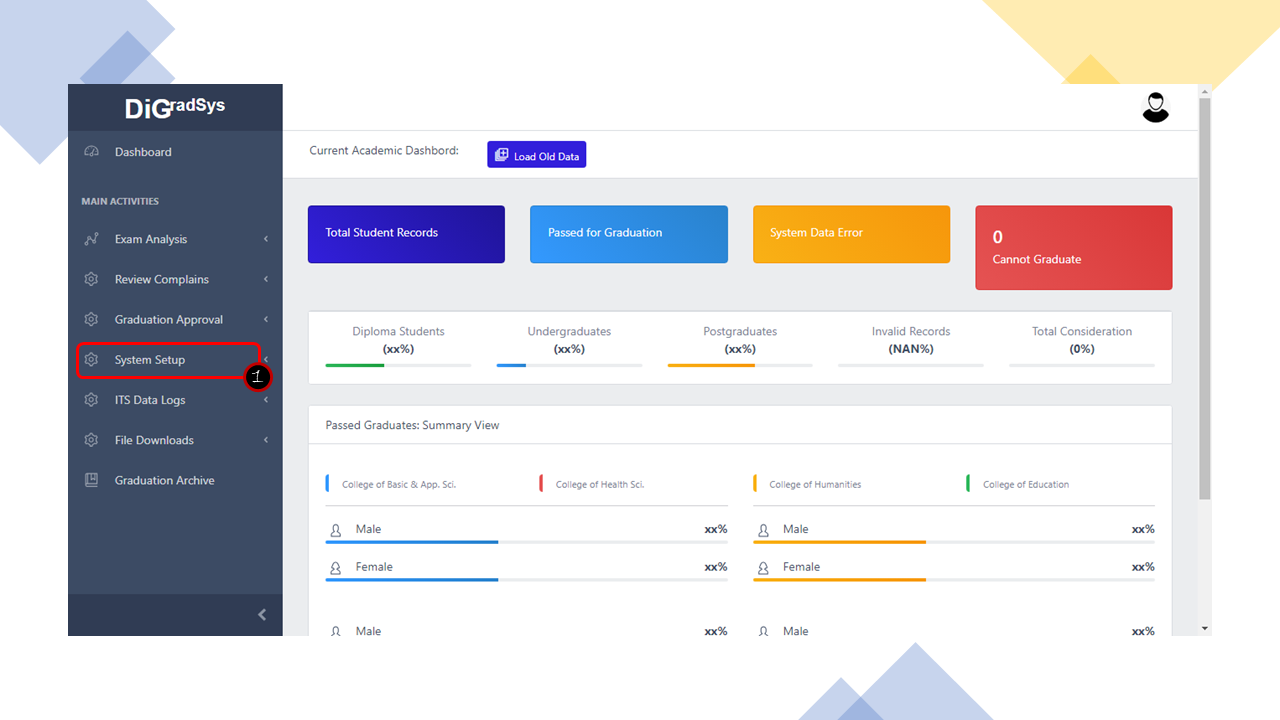 DiGradSys
Dashboard
MAIN ACTIVITIES
Exam Analysis
Review Complains
Graduation Approval
System Setup
1
ITS Data Logs
File Downloads
Graduation Archive
Current Academic Dashbord:
Load Old Data
Total Student Records
Passed for Graduation
System Data Error
0
Cannot Graduate
Diploma Students
(xx%)
Undergraduates
(xx%)
Postgraduates
(xx%)
Invalid Records
(NAN%)
Total Consideration
(0%)
Passed Graduates: Summary View
College of Basic & App. Sci.
College of Health Sci.
College of Humanities
College of Education
Male xx%
Female xx%
Male xx%
Male xx%
Female xx%
Male xx%